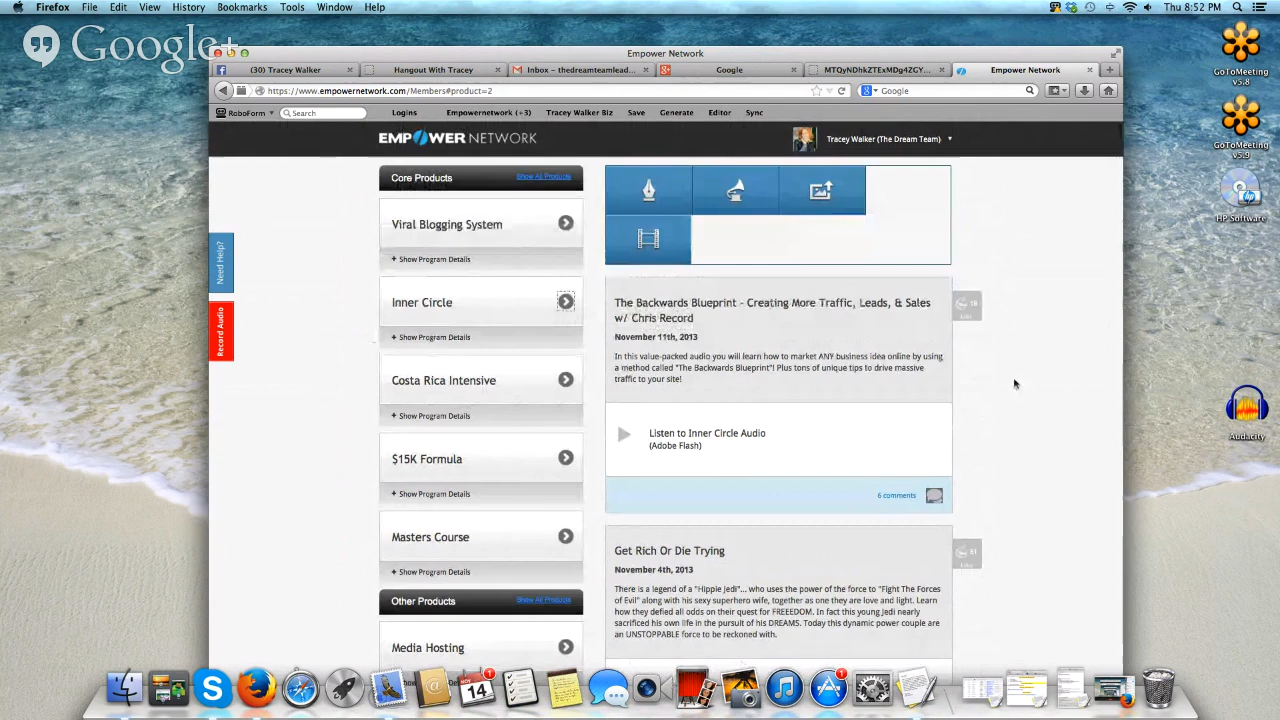 Firefox File Edit View History Bookmarks Tools Window Help
Thu 8:52 PM
Google+
Empower Network
(30) Tracey Walker
Hangout With Tracey
Inbox – thedreamteamlead...
Google
MTQyNDhkZTExMDg4ZCY...
Empower Network
https://www.empowernetwork.com/Members#product=2
Google
RoboForm
Search
Logins
Empowernetwork (+3)
Tracey Walker Biz
Save
Generate
Editor
Sync
EMPOWER NETWORK
Tracey Walker (The Dream Team)
Core Products
Show All Products
Viral Blogging System
+ Show Program Details
Inner Circle
+ Show Program Details
Costa Rica Intensive
+ Show Program Details
$15K Formula
+ Show Program Details
Masters Course
+ Show Program Details
Other Products
Show All Products
Media Hosting
Need Help?
Record Audio
The Backwards Blueprint - Creating More Traffic, Leads, & Sales
w/ Chris Record
November 11th, 2013
In this value-packed audio you will learn how to market ANY business idea online by using
a method called "The Backwards Blueprint"! Plus tons of unique tips to drive massive
traffic to your site!
18
Listen to Inner Circle Audio
(Adobe Flash)
6 comments
Get Rich Or Die Trying
November 4th, 2013
There is a legend of a "Hippie Jedi"... who uses the power of the force to "Fight The Forces
of Evil" along with his sexy superhero wife, together as one they are love and light. Learn
how they defied all odds on their quest for FREEEDOM. In fact this young Jedi nearly
sacrificed his own life in the pursuit of his DREAMS. Today this dynamic power couple are
an UNSTOPPABLE force to be reckoned with.
51
GoToMeeting
v5.8
GoToMeeting
v5.9
HP Software
Audacity
NOV
14
1
1